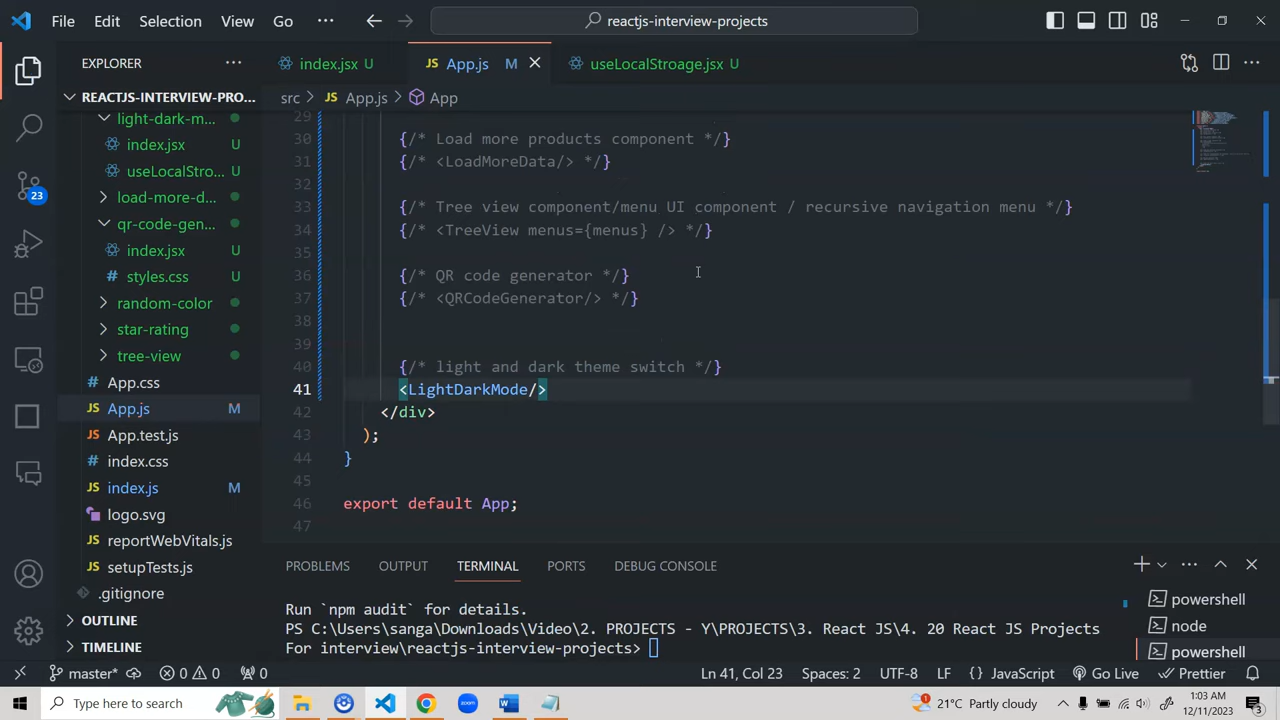 File Edit Selection View Go ... reactjs-interview-projects
EXPLORER ...
index.jsx U
App.js M
useLocalStroage.jsx U
REACTJS-INTERVIEW-PRO...
src > App.js > App
light-dark-m...
index.jsx U
useLocalStro... U
load-more-d...
qr-code-gen...
index.jsx U
styles.css U
random-color
star-rating
tree-view
App.css
App.js M
App.test.js
index.css
index.js M
logo.svg
reportWebVitals.js
setupTests.js
.gitignore
OUTLINE
TIMELINE
23
29
30 {/* Load more products component */}
31 {/* <LoadMoreData/> */}
32
33 {/* Tree view component/menu UI component / recursive navigation menu */}
34 {/* <TreeView menus={menus} /> */}
35
36 {/* QR code generator */}
37 {/* <QRCodeGenerator/> */}
38
39
40 {/* light and dark theme switch */}
41 <LightDarkMode/>
42 </div>
43 );
44 }
45
46 export default App;
47
PROBLEMS OUTPUT TERMINAL PORTS DEBUG CONSOLE
Run `npm audit` for details.
PS C:\Users\sanga\Downloads\Video\2. PROJECTS - Y\PROJECTS\3. React JS\4. 20 React JS Projects
For interview\reactjs-interview-projects>
powershell
node
powershell
master* 0 0 0 Ln 41, Col 23 Spaces: 2 UTF-8 LF {} JavaScript Go Live Prettier
Type here to search
1 21°C Partly cloudy
1:03 AM
12/11/2023
3